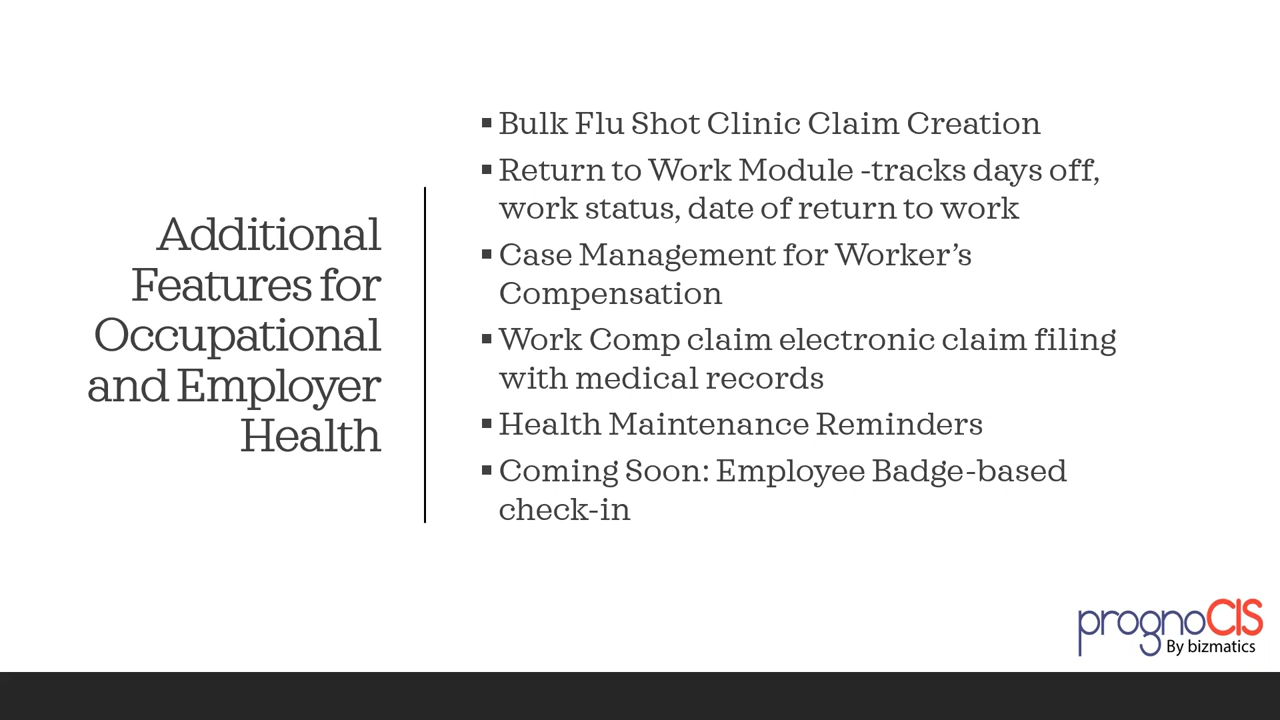 Additional
Features for
Occupational
and Employer
Health
▪ Bulk Flu Shot Clinic Claim Creation
▪ Return to Work Module -tracks days off,
work status, date of return to work
▪ Case Management for Worker’s
Compensation
▪ Work Comp claim electronic claim filing
with medical records
▪ Health Maintenance Reminders
▪ Coming Soon: Employee Badge-based
check-in
prognoCIS
By bizmatics